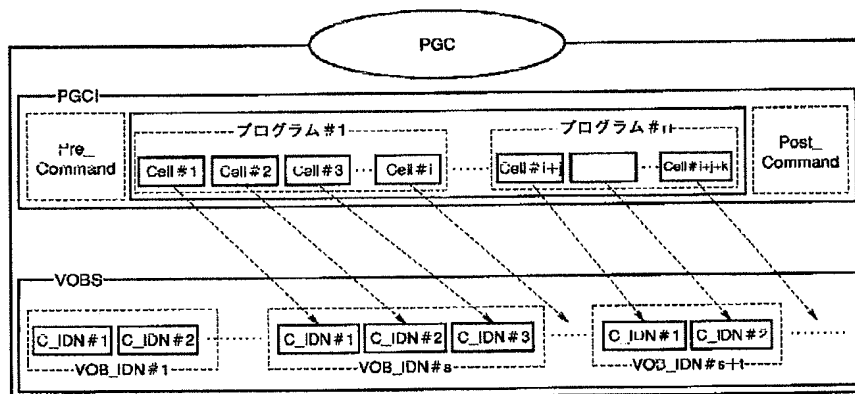 PGC
PGCI
Pre_
Command
プログラム#1
Cell#1 Cell#2 Cell#3 ... Cell#i ........
プログラム#n
Cell#i+j ... Cell#i+j+k
Post_
Command
VOBS
C_IDN#1 C_IDN#2 ........ C_IDN#1 C_IDN#2 C_IDN#3 ........ C_IDN#1 C_IDN#2 ........
VOB_IDN#1 VOB_IDN#s VOB_IDN#s+t